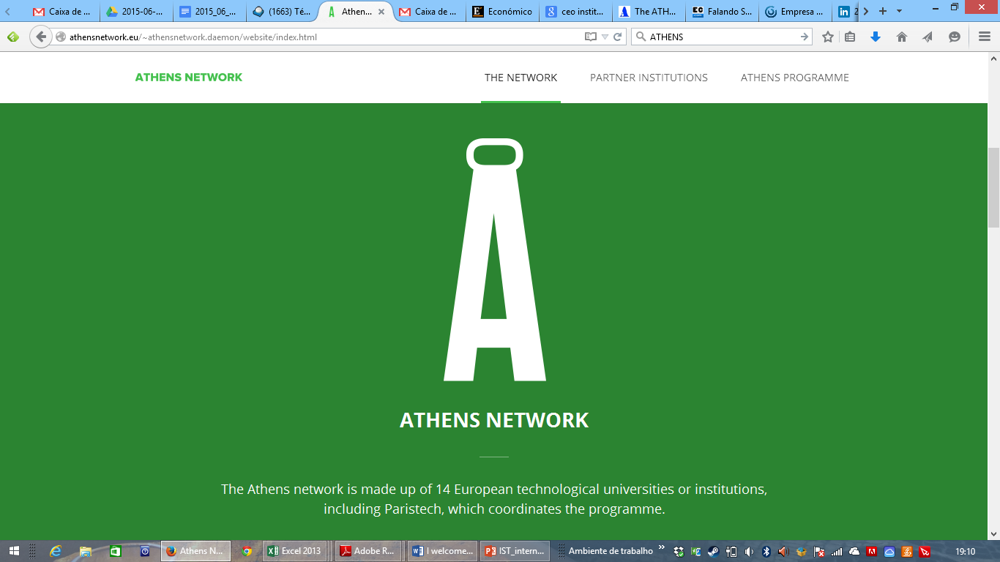 Caixa de ...
2015-06-...
2015_06_...
(1663) Té...
Athen...
Caixa de ...
Económico
ceo instit...
The ATH...
Falando S...
Empresa ...
athensnetwork.eu/~athensnetwork.daemon/website/index.html
ATHENS
ATHENS NETWORK
THE NETWORK
PARTNER INSTITUTIONS
ATHENS PROGRAMME
ATHENS NETWORK
The Athens network is made up of 14 European technological universities or institutions,
including Paristech, which coordinates the programme.
Athens N...
Excel 2013
Adobe R...
I welcome...
IST_intern...
Ambiente de trabalho
19:10